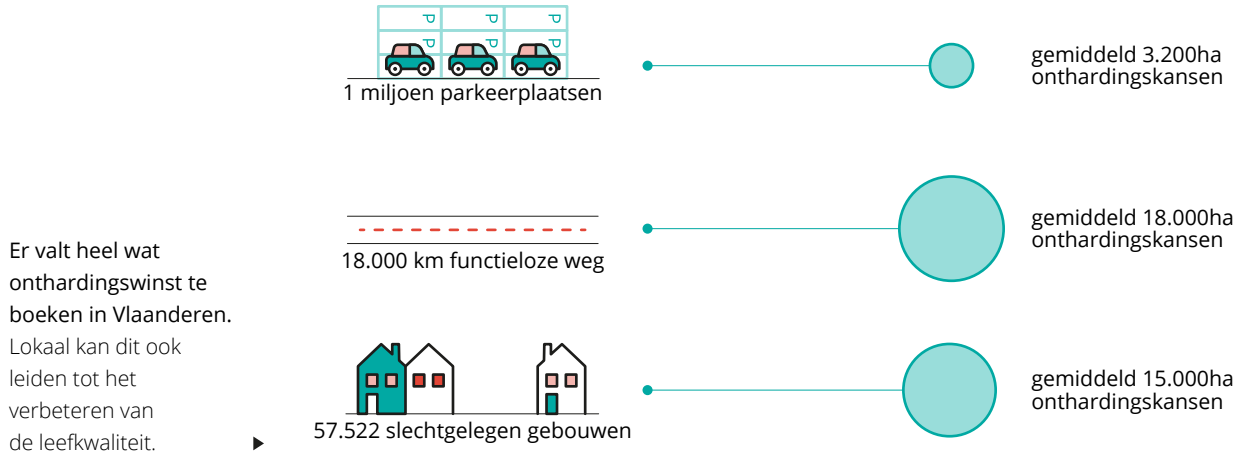 P P P
P P P
1 miljoen parkeerplaatsen
gemiddeld 3.200ha
onthardingskansen
18.000 km functieloze weg
gemiddeld 18.000ha
onthardingskansen
Er valt heel wat
onthardingswinst te
boeken in Vlaanderen.
Lokaal kan dit ook
leiden tot het
verbeteren van
de leefkwaliteit.
57.522 slechtgelegen gebouwen
gemiddeld 15.000ha
onthardingskansen